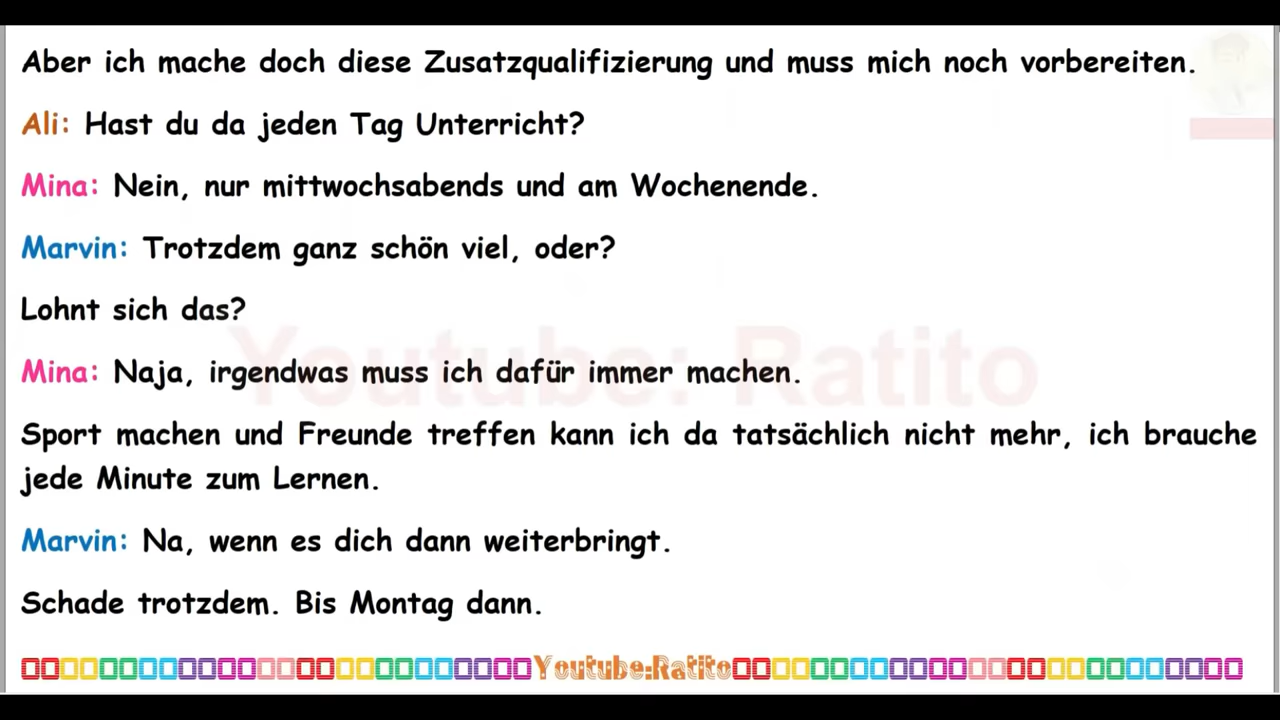 Aber ich mache doch diese Zusatzqualifizierung und muss mich noch vorbereiten.
Ali: Hast du da jeden Tag Unterricht?
Mina: Nein, nur mittwochsabends und am Wochenende.
Marvin: Trotzdem ganz schön viel, oder?
Lohnt sich das?
Youtube: Ratito
Mina: Naja, irgendwas muss ich dafür immer machen.
Sport machen und Freunde treffen kann ich da tatsächlich nicht mehr, ich brauche
jede Minute zum Lernen.
Marvin: Na, wenn es dich dann weiterbringt.
Schade trotzdem. Bis Montag dann.
Youtube:Ratito